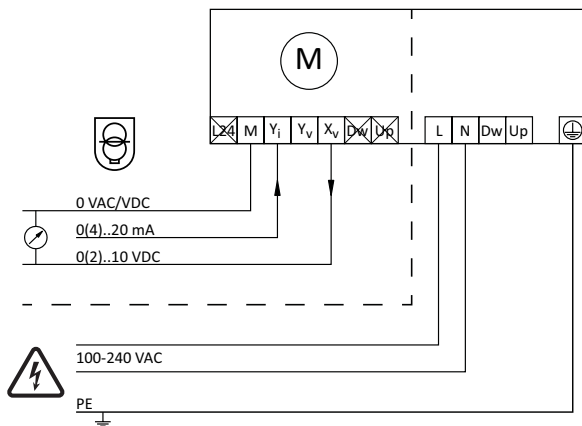 M
L24 M Yi Yv Xv Dw Up L N Dw Up
0 VAC/VDC
0(4)..20 mA
0(2)..10 VDC
100-240 VAC
PE